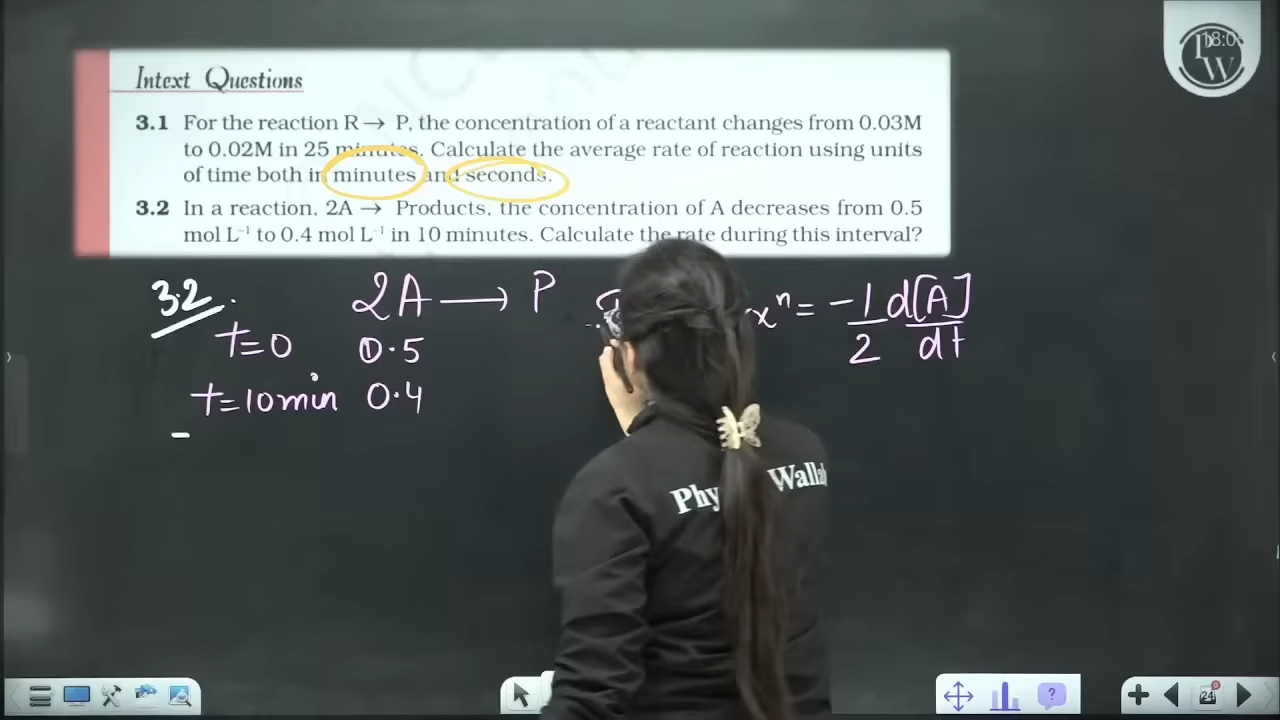 Intext Questions
3.1 For the reaction R → P, the concentration of a reactant changes from 0.03M
to 0.02M in 25 minutes. Calculate the average rate of reaction using units
of time both in minutes and seconds.
3.2 In a reaction, 2A → Products, the concentration of A decreases from 0.5
mol L⁻¹ to 0.4 mol L⁻¹ in 10 minutes. Calculate the rate during this interval?
3.2. 2A → P xⁿ = -1/2 d[A]/dt
t=0 0.5
t=10min 0.4
Phy Walla
24